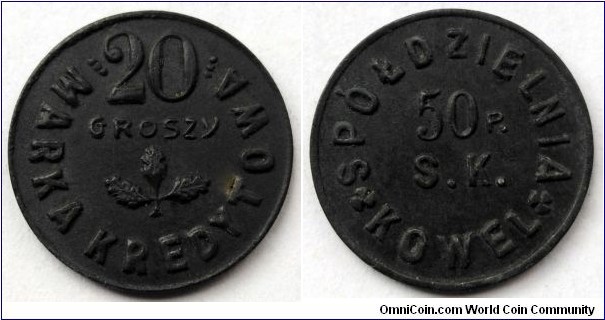 20
GROSZY
MARKA KREDYTOWA
SPÓŁDZIELNIA
50 P.
S.K.
KOWEL
OmniCoin.com World Coin Community